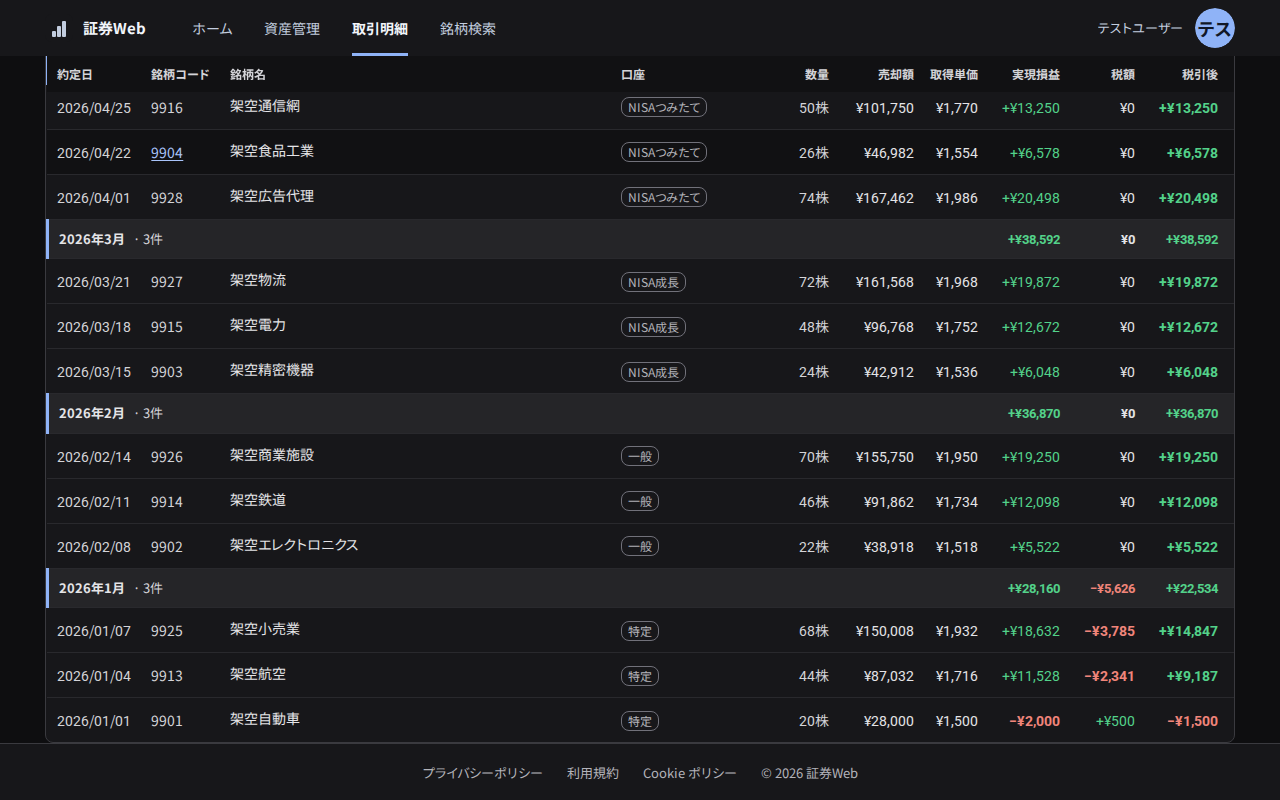 証券Web ホーム 資産管理 取引明細 銘柄検索 テストユーザー テス
約定日 銘柄コード 銘柄名 口座 数量 売却額 取得単価 実現損益 税額 税引後
2026/04/25 9916 架空通信網 NISAつみたて 50株 ¥101,750 ¥1,770 +¥13,250 ¥0 +¥13,250
2026/04/22 9904 架空食品工業 NISAつみたて 26株 ¥46,982 ¥1,554 +¥6,578 ¥0 +¥6,578
2026/04/01 9928 架空広告代理 NISAつみたて 74株 ¥167,462 ¥1,986 +¥20,498 ¥0 +¥20,498
2026年3月 · 3件 +¥38,592 ¥0 +¥38,592
2026/03/21 9927 架空物流 NISA成長 72株 ¥161,568 ¥1,968 +¥19,872 ¥0 +¥19,872
2026/03/18 9915 架空電力 NISA成長 48株 ¥96,768 ¥1,752 +¥12,672 ¥0 +¥12,672
2026/03/15 9903 架空精密機器 NISA成長 24株 ¥42,912 ¥1,536 +¥6,048 ¥0 +¥6,048
2026年2月 · 3件 +¥36,870 ¥0 +¥36,870
2026/02/14 9926 架空商業施設 一般 70株 ¥155,750 ¥1,950 +¥19,250 ¥0 +¥19,250
2026/02/11 9914 架空鉄道 一般 46株 ¥91,862 ¥1,734 +¥12,098 ¥0 +¥12,098
2026/02/08 9902 架空エレクトロニクス 一般 22株 ¥38,918 ¥1,518 +¥5,522 ¥0 +¥5,522
2026年1月 · 3件 +¥28,160 −¥5,626 +¥22,534
2026/01/07 9925 架空小売業 特定 68株 ¥150,008 ¥1,932 +¥18,632 −¥3,785 +¥14,847
2026/01/04 9913 架空航空 特定 44株 ¥87,032 ¥1,716 +¥11,528 −¥2,341 +¥9,187
2026/01/01 9901 架空自動車 特定 20株 ¥28,000 ¥1,500 −¥2,000 +¥500 −¥1,500
プライバシーポリシー 利用規約 Cookie ポリシー © 2026 証券Web